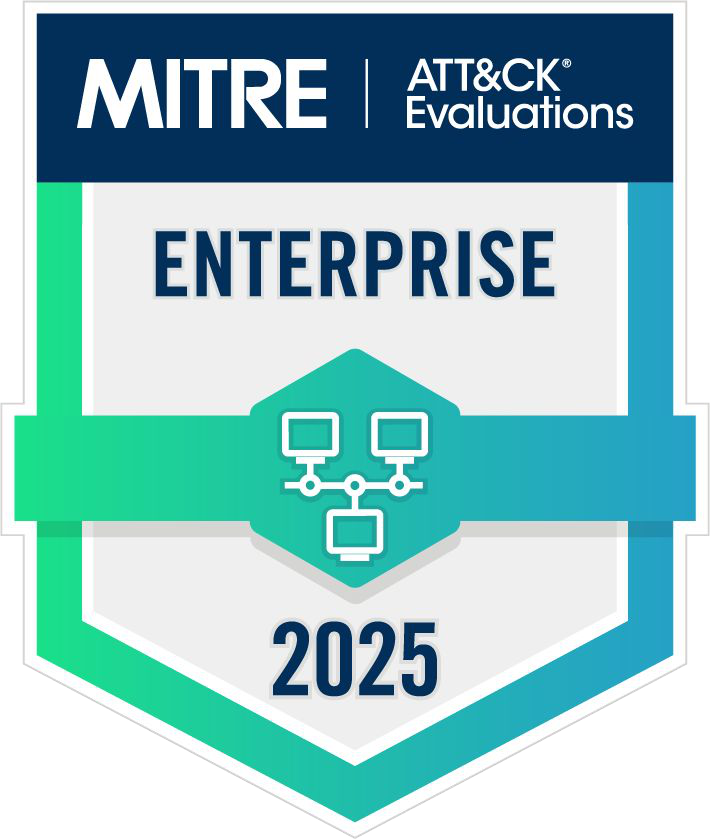 MITRE | ATT&CK®
Evaluations
ENTERPRISE
2025